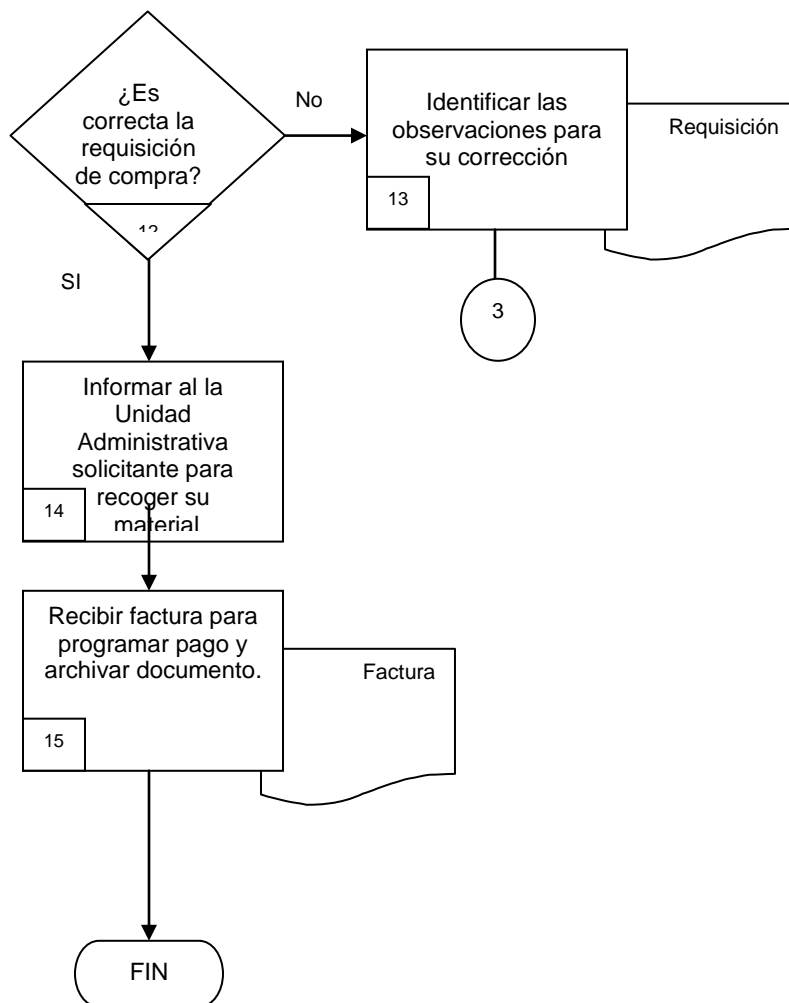 ¿Es
correcta la
requisición
de compra?
12
No
Identificar las
observaciones para
su corrección
13
Requisición
3
SI
Informar al la
Unidad
Administrativa
solicitante para
recoger su
material
14
Recibir factura para
programar pago y
archivar documento.
15
Factura
FIN